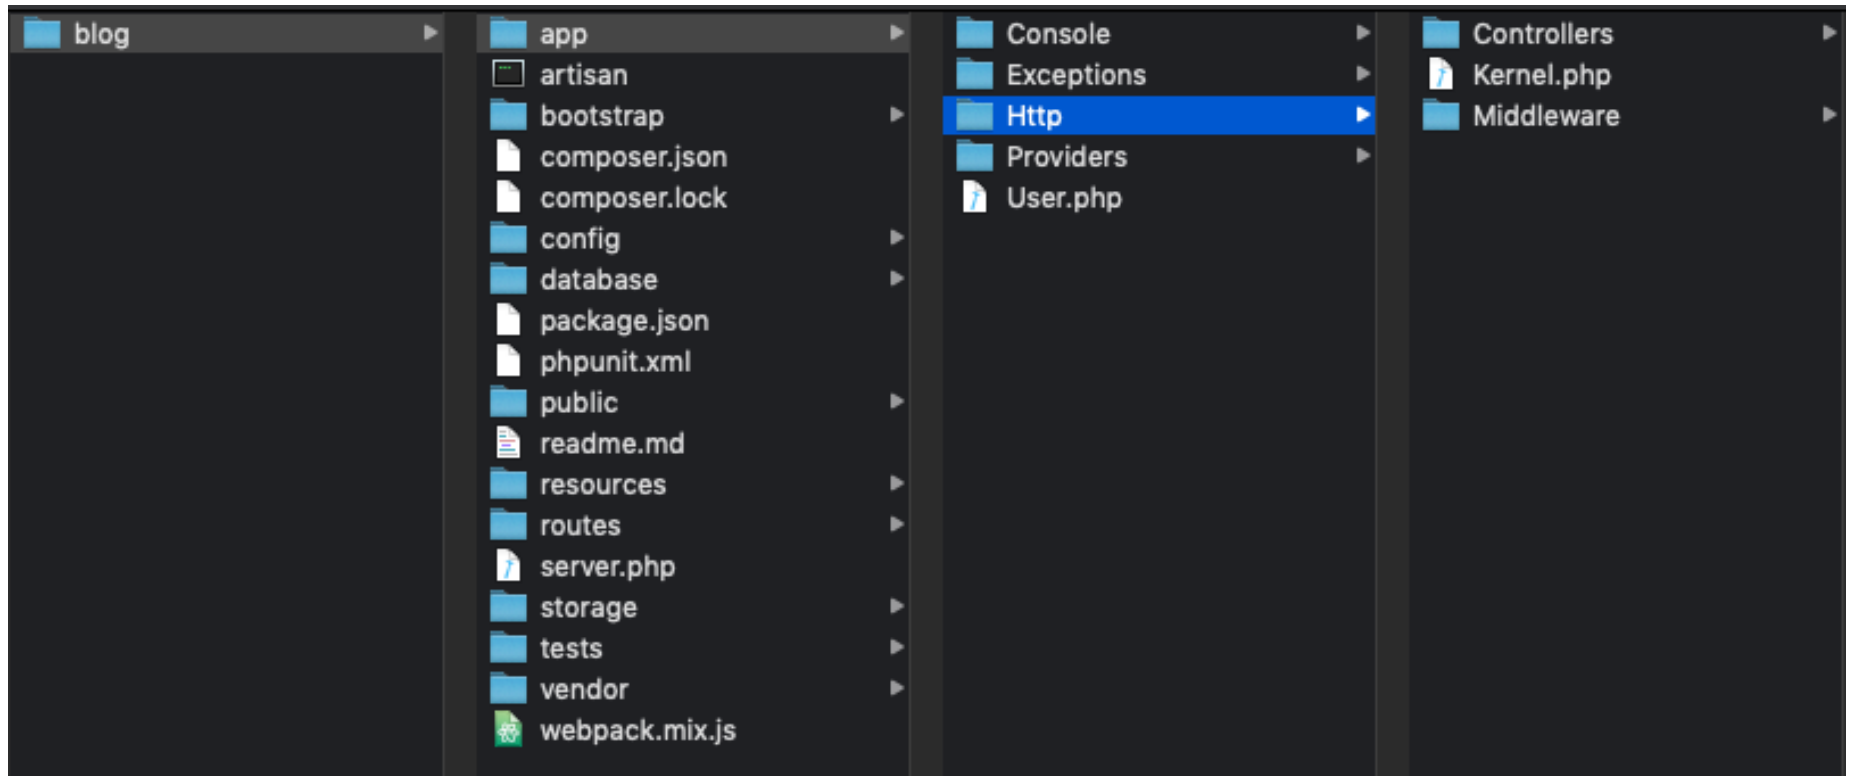 blog
app
artisan
bootstrap
composer.json
composer.lock
config
database
package.json
phpunit.xml
public
readme.md
resources
routes
server.php
storage
tests
vendor
webpack.mix.js
Console
Exceptions
Http
Providers
User.php
Controllers
Kernel.php
Middleware